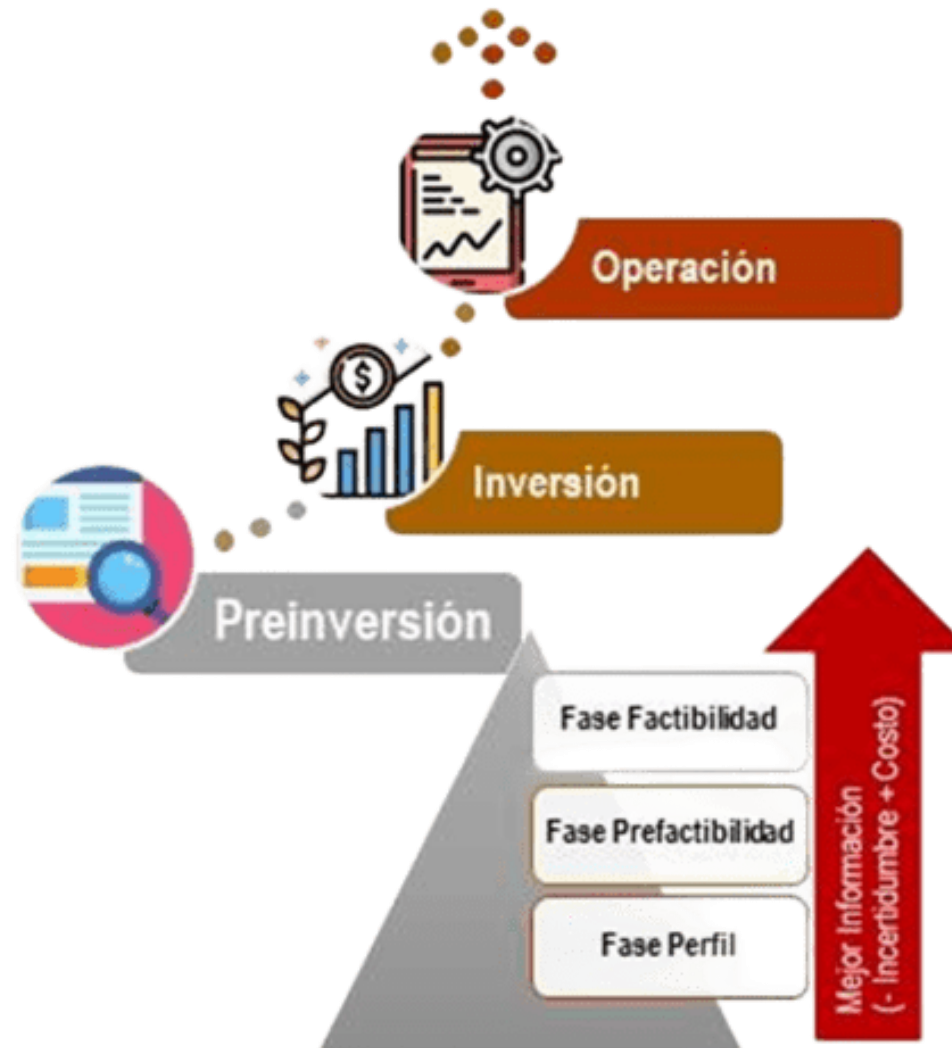 Operación
$
Inversión
Preinversión
Fase Factibilidad
Fase Prefactibilidad
Fase Perfil
Mejor Información
(- Incertidumbre + Costo)